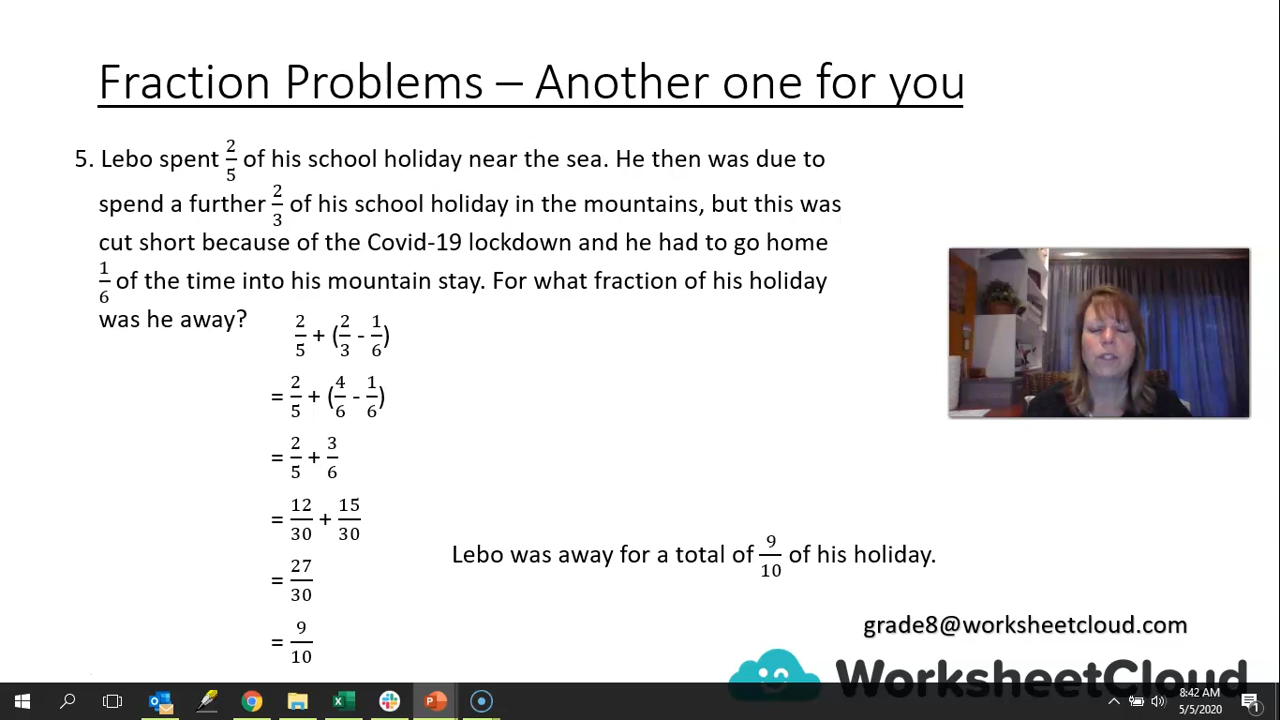 Fraction Problems – Another one for you
5. Lebo spent 2/5 of his school holiday near the sea. He then was due to
spend a further 2/3 of his school holiday in the mountains, but this was
cut short because of the Covid-19 lockdown and he had to go home
1/6 of the time into his mountain stay. For what fraction of his holiday
was he away?
2/5 + (2/3 - 1/6)
= 2/5 + (4/6 - 1/6)
= 2/5 + 3/6
= 12/30 + 15/30
= 27/30
= 9/10
Lebo was away for a total of 9/10 of his holiday.
grade8@worksheetcloud.com
WorksheetCloud
8:42 AM
5/5/2020
1